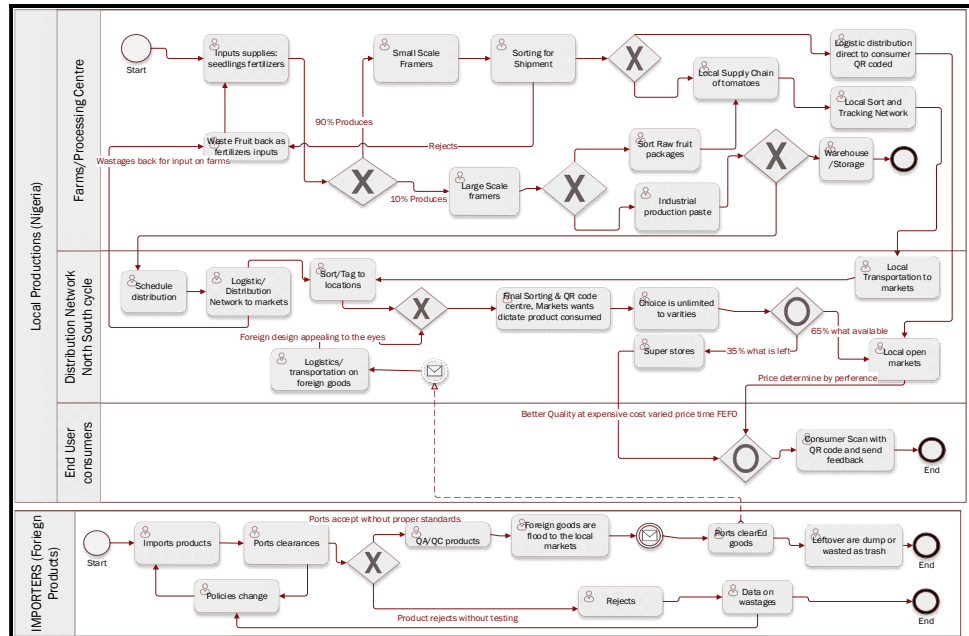 Local Productions (Nigeria)
Farms/Processing Centre
Start
Inputs supplies:
seedlings fertilizers
Small Scale
Framers
Sorting for
Shipment
Logistic distribution
direct to consumer
QR coded
Local Supply Chain
of tomatoes
Local Sort and
Tracking Network
90% Produces
Waste Fruit back as
fertilizers inputs
Rejects
Wastages back for input on farms
Sort Raw fruit
packages
Warehouse
/Storage
10% Produces
Large Scale
framers
Industrial
production paste
Distribution Network
North South cycle
Schedule
distribution
Logistic/
Distribution
Network to markets
Sort/Tag to
locations
Local
Transportation to
markets
Final Sorting & QR code
centre, Markets wants
dictate product consumed
Choice is unlimited
to varities
65% what available
Foreign design appealing to the eyes
Super stores
35% what is left
Local open
markets
Logistics/
transportation on
foreign goods
Price determine by perference
End User
consumers
Better Quality at expensive cost varied price time FEFO
Consumer Scan with
QR code and send
feedback
End
IMPORTERS (Foriegn
Products)
Start
Imports products
Ports clearances
Ports accept without proper standards
QA/QC products
Foreign goods are
flood to the local
markets
Ports clearEd
goods
Leftover are dump or
wasted as trash
End
Policies change
Rejects
Data on
wastages
End
Product rejects without testing